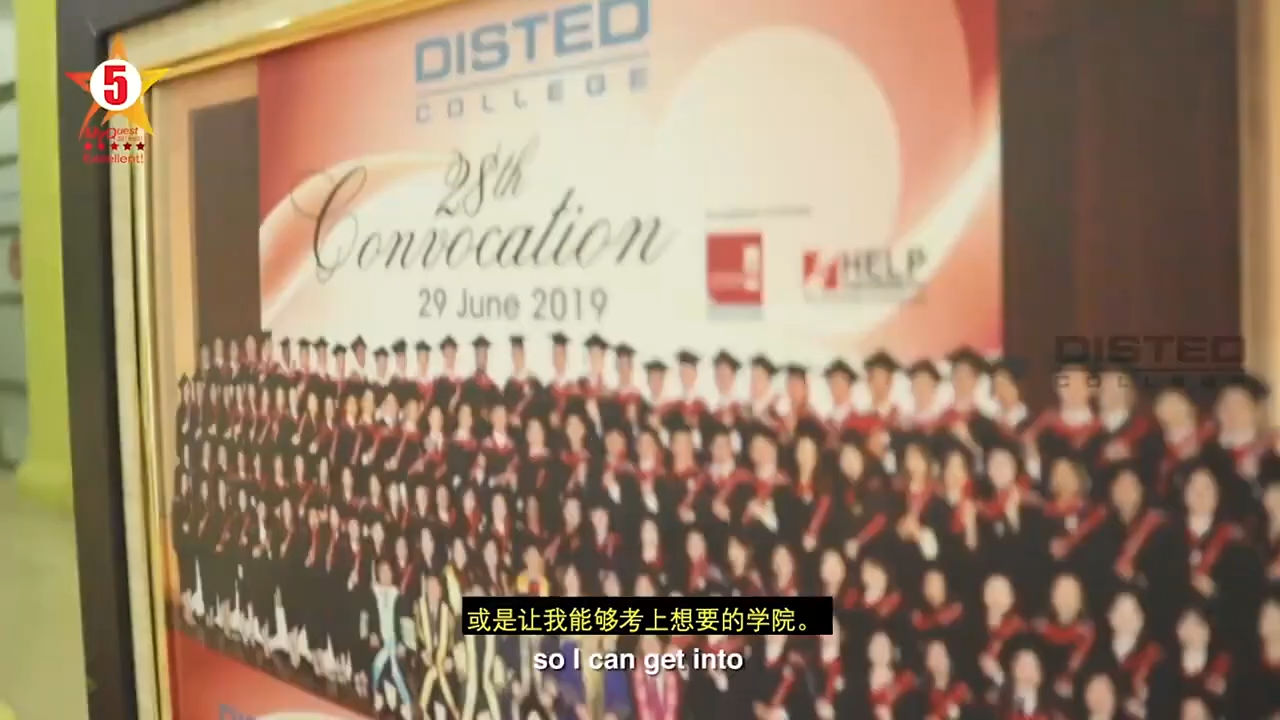 DISTED
COLLEGE
28th
Convocation
29 June 2019
HELP
5
MyQuest
Excellent!
DISTED
COLLEGE
或是让我能够考上想要的学院。
so I can get into